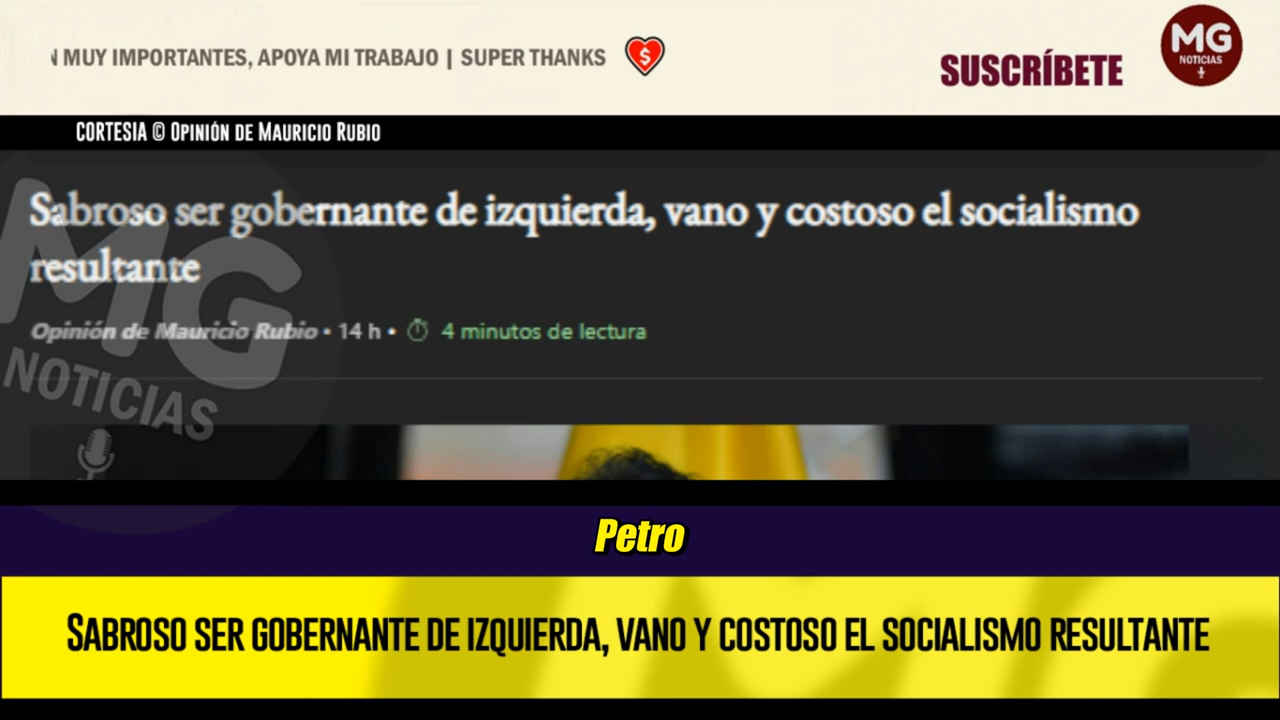 N MUY IMPORTANTES, APOYA MI TRABAJO | SUPER THANKS
SUSCRÍBETE
MG
NOTICIAS
CORTESIA © OPINIÓN DE MAURICIO RUBIO
Sabroso ser gobernante de izquierda, vano y costoso el socialismo
resultante
Opinión de Mauricio Rubio • 14 h • 4 minutos de lectura
MG
NOTICIAS
Petro
SABROSO SER GOBERNANTE DE IZQUIERDA, VANO Y COSTOSO EL SOCIALISMO RESULTANTE